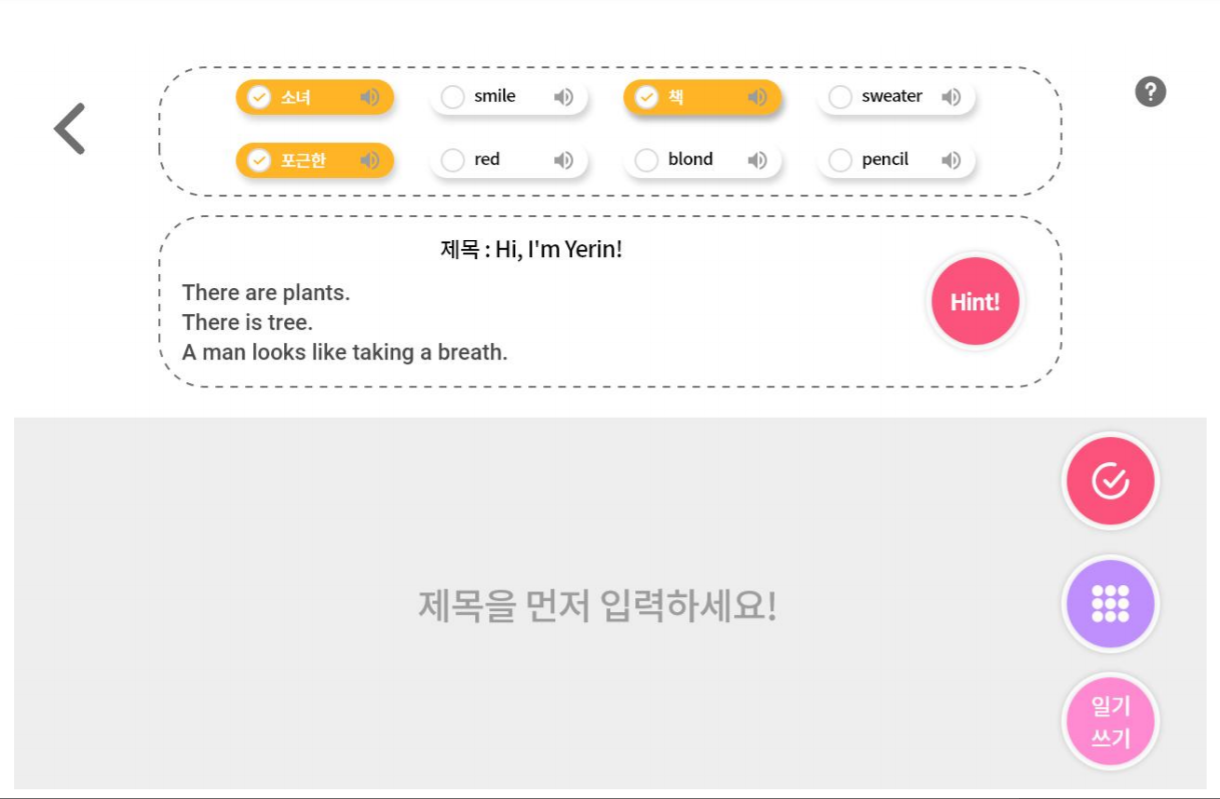 소녀 smile 책 sweater
포근한 red blond pencil
제목 : Hi, I'm Yerin!
There are plants.
There is tree.
A man looks like taking a breath.
Hint!
제목을 먼저 입력하세요!
일기
쓰기